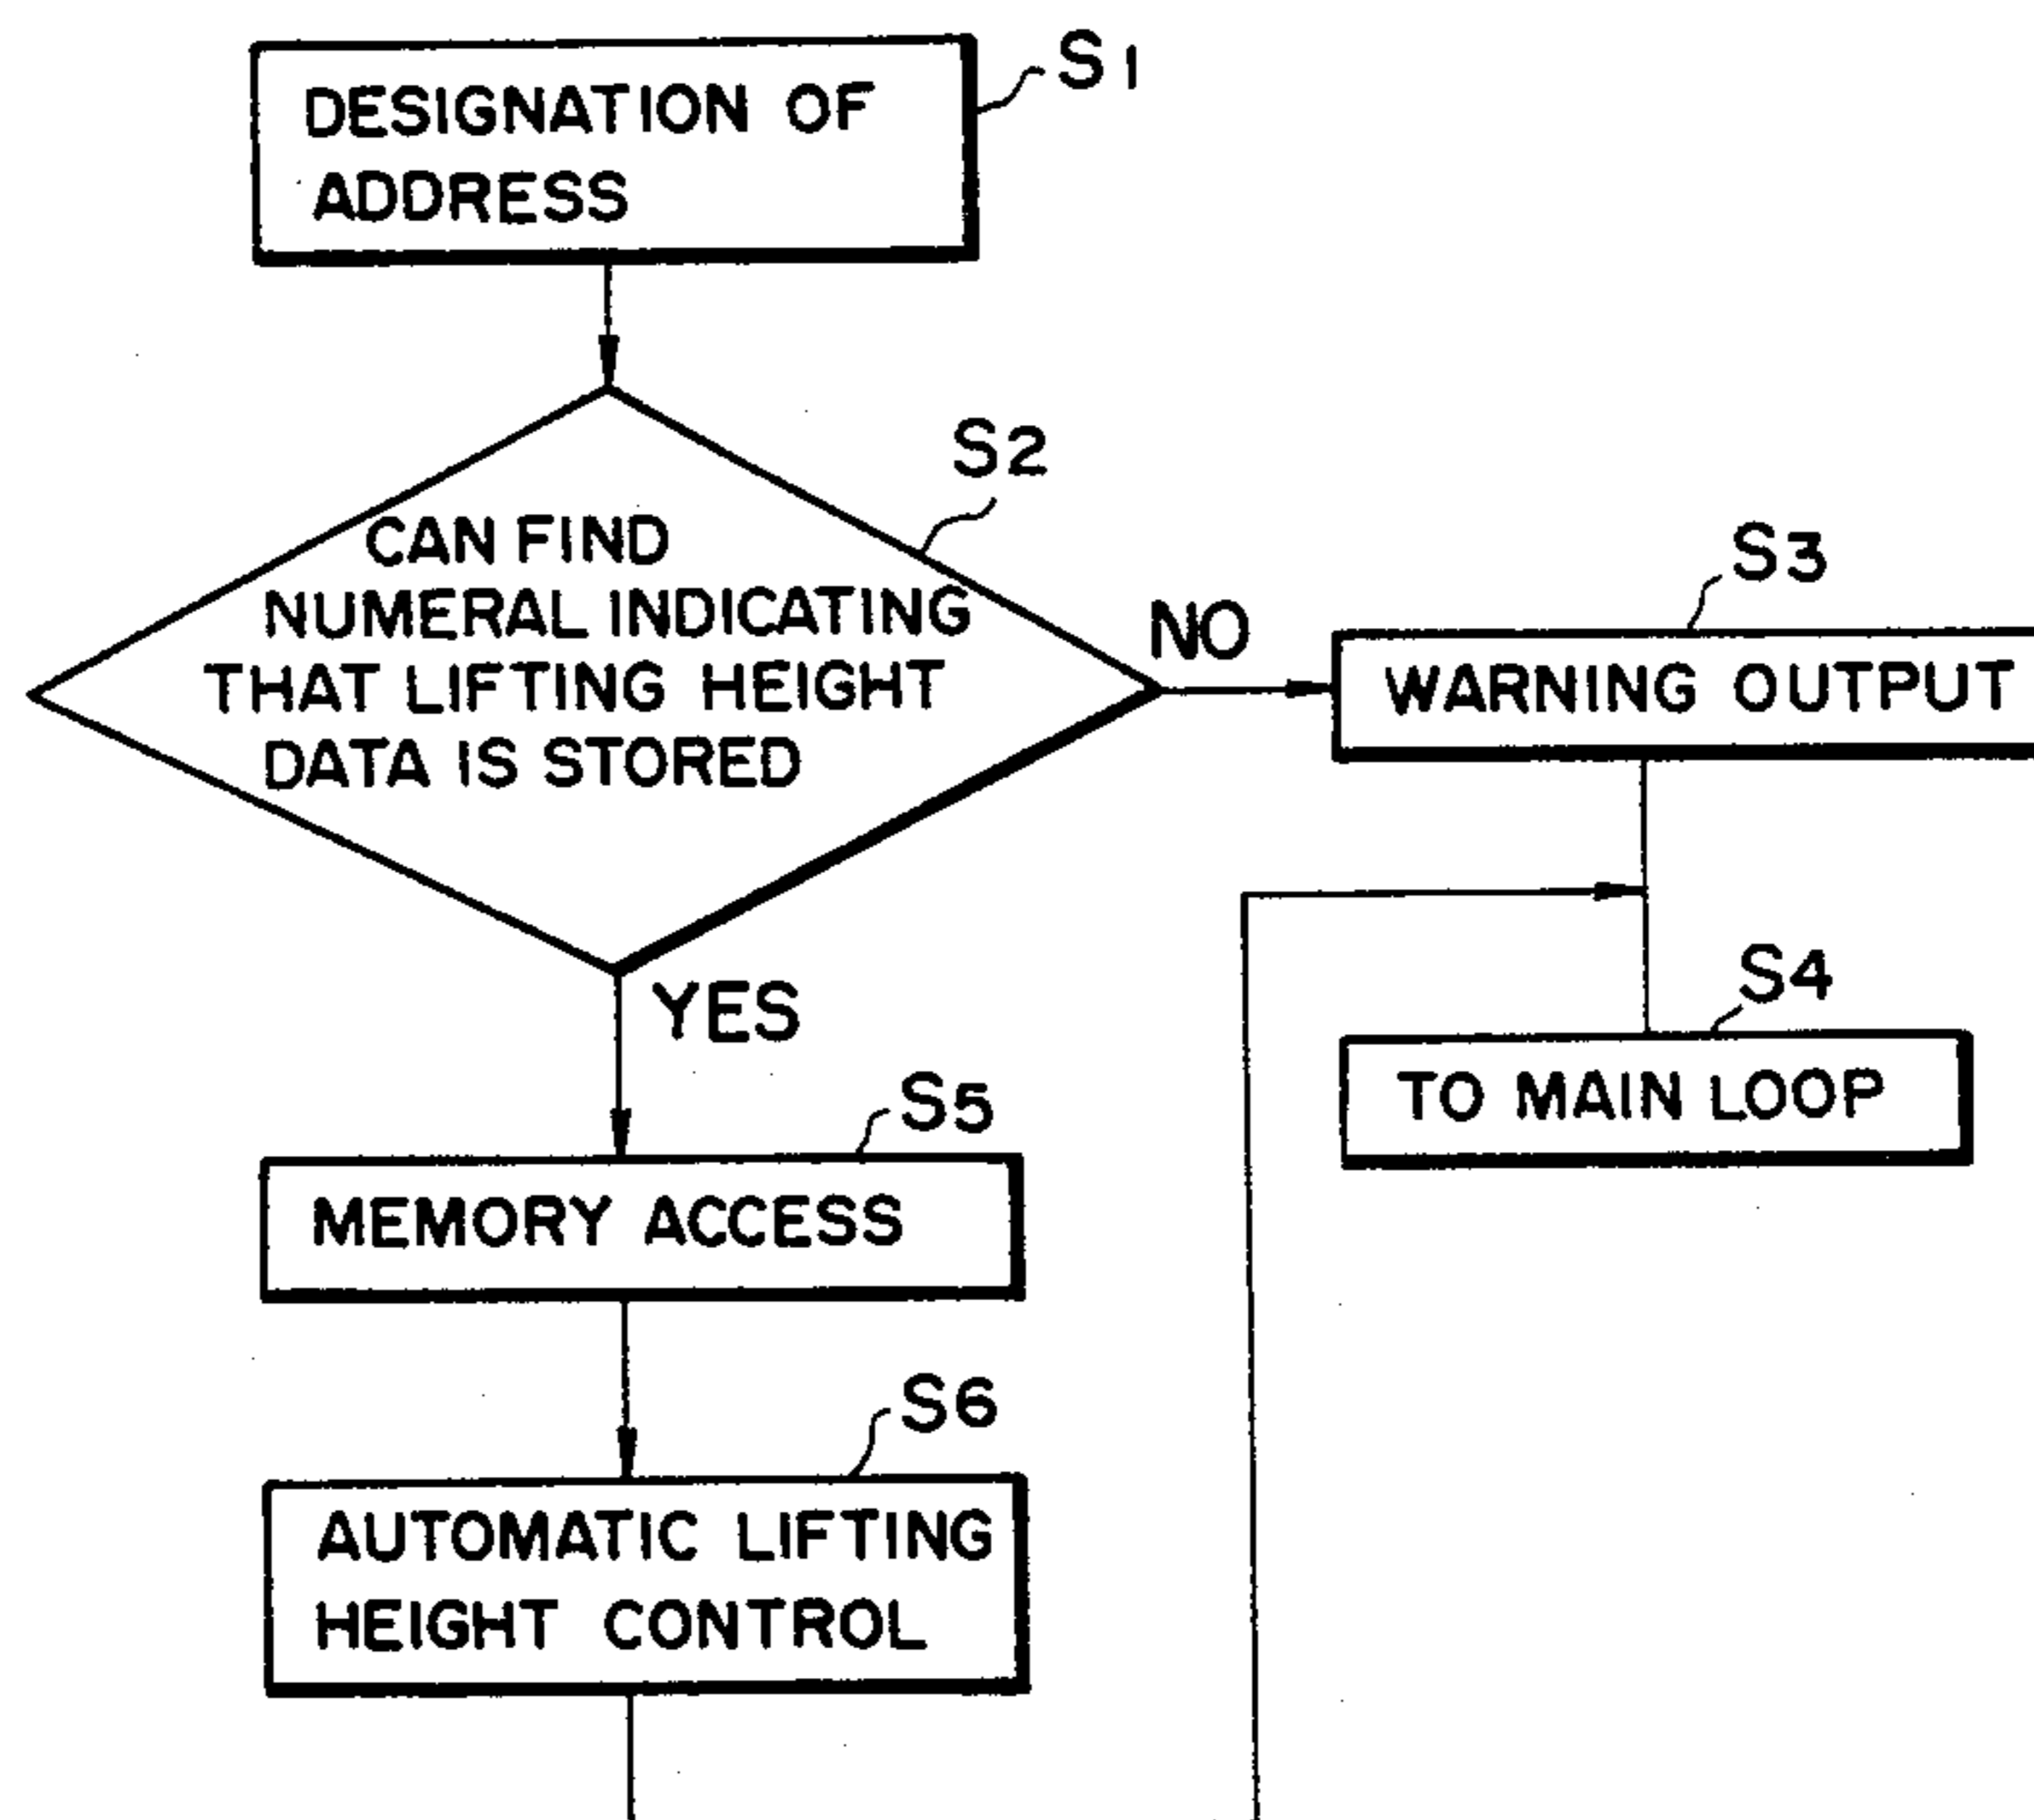 S1
DESIGNATION OF
ADDRESS
S2
CAN FIND
NUMERAL INDICATING
THAT LIFTING HEIGHT
DATA IS STORED
NO
S3
WARNING OUTPUT
YES
S4
TO MAIN LOOP
S5
MEMORY ACCESS
S6
AUTOMATIC LIFTING
HEIGHT CONTROL